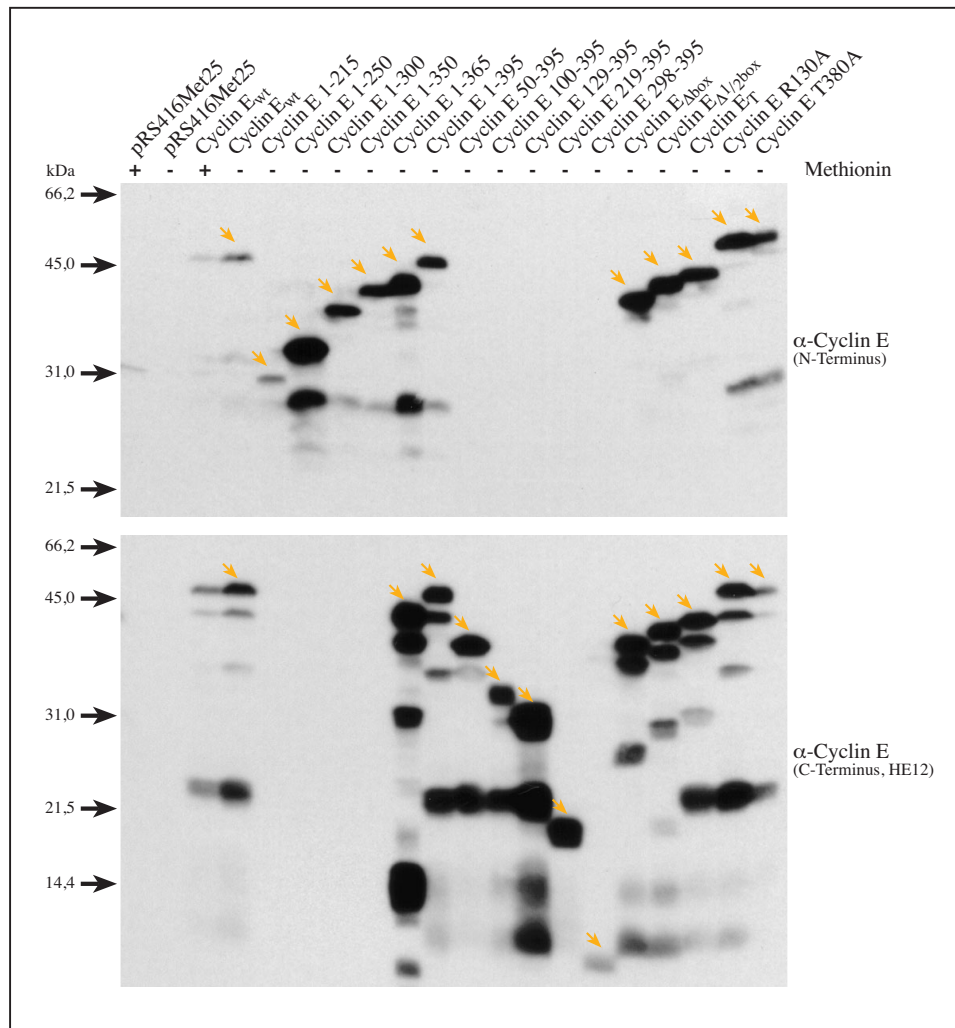 pRS416Met25
pRS416Met25
Cyclin Ewt
Cyclin Ewt
Cyclin E 1-215
Cyclin E 1-250
Cyclin E 1-300
Cyclin E 1-350
Cyclin E 1-365
Cyclin E 1-395
Cyclin E 50-395
Cyclin E 100-395
Cyclin E 129-395
Cyclin E 219-395
Cyclin E 298-395
Cyclin EΔbox
Cyclin EΔ1/2box
Cyclin ET
Cyclin E R130A
Cyclin E T380A
kDa + - + - - - - - - - - - - - - - - - - - Methionin
66,2
45,0
α-Cyclin E
(N-Terminus)
31,0
21,5
66,2
45,0
31,0
α-Cyclin E
(C-Terminus, HE12)
21,5
14,4